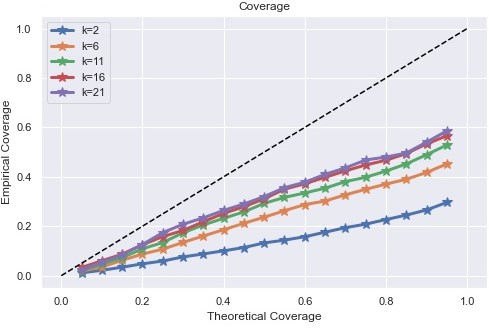 Coverage
k=2
k=6
k=11
k=16
k=21
Empirical Coverage
1.0
0.8
0.6
0.4
0.2
0.0
0.0 0.2 0.4 0.6 0.8 1.0
Theoretical Coverage